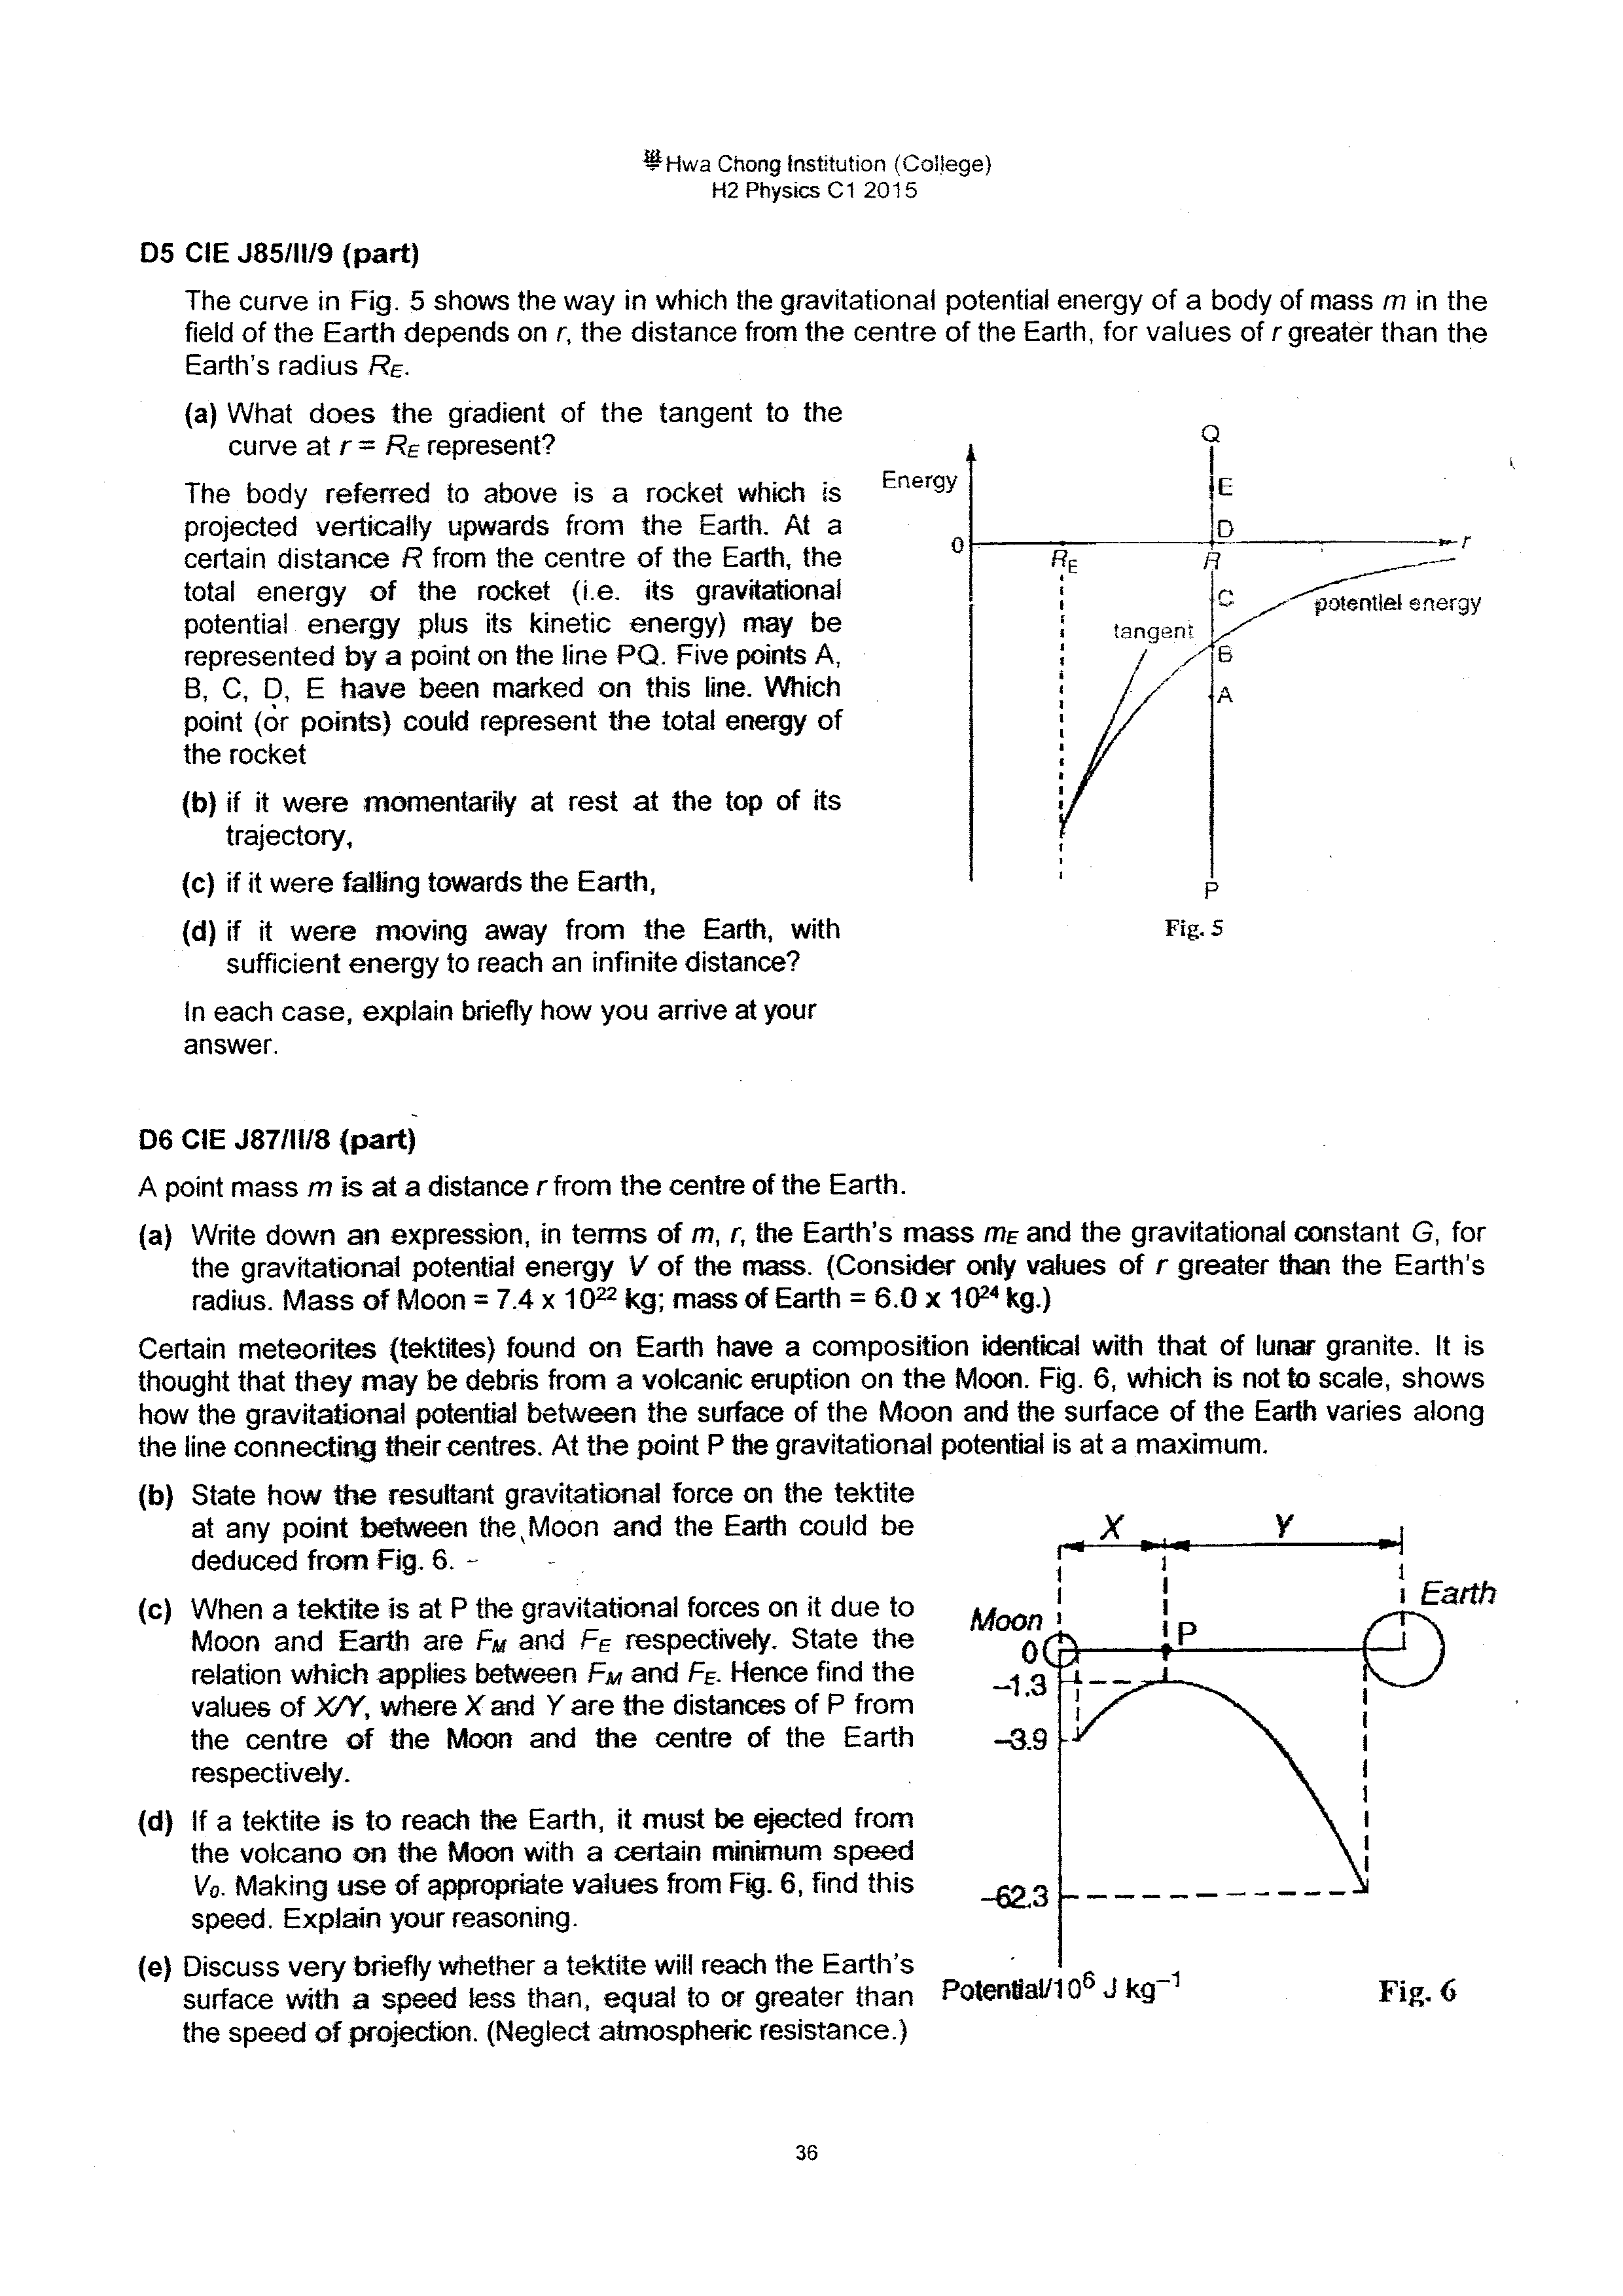 Hwa Chong Institution (College)
H2 Physics C1 2015
D5 CIE J85/II/9 (part)
The curve in Fig. 5 shows the way in which the gravitational potential energy of a body of mass m in the
field of the Earth depends on r, the distance from the centre of the Earth, for values of r greater than the
Earth's radius RE.
(a) What does the gradient of the tangent to the
curve at r = RE represent?
The body referred to above is a rocket which is
projected vertically upwards from the Earth. At a
certain distance R from the centre of the Earth, the
total energy of the rocket (i.e. its gravitational
potential energy plus its kinetic energy) may be
represented by a point on the line PQ. Five points A,
B, C, D, E have been marked on this line. Which
point (or points) could represent the total energy of
the rocket
(b) if it were momentarily at rest at the top of its
trajectory,
(c) if it were falling towards the Earth,
(d) if it were moving away from the Earth, with
sufficient energy to reach an infinite distance?
In each case, explain briefly how you arrive at your
answer.
Q
Energy
E
D
0
r
RE
R
C
potential energy
tangent
B
A
P
Fig. 5
D6 CIE J87/II/8 (part)
A point mass m is at a distance r from the centre of the Earth.
(a) Write down an expression, in terms of m, r, the Earth's mass mE and the gravitational constant G, for
the gravitational potential energy V of the mass. (Consider only values of r greater than the Earth's
radius. Mass of Moon = 7.4 x 10²² kg; mass of Earth = 6.0 x 10²⁴ kg.)
Certain meteorites (tektites) found on Earth have a composition identical with that of lunar granite. It is
thought that they may be debris from a volcanic eruption on the Moon. Fig. 6, which is not to scale, shows
how the gravitational potential between the surface of the Moon and the surface of the Earth varies along
the line connecting their centres. At the point P the gravitational potential is at a maximum.
(b) State how the resultant gravitational force on the tektite
at any point between the Moon and the Earth could be
deduced from Fig. 6.
(c) When a tektite is at P the gravitational forces on it due to
Moon and Earth are FM and FE respectively. State the
relation which applies between FM and FE. Hence find the
values of X/Y, where X and Y are the distances of P from
the centre of the Moon and the centre of the Earth
respectively.
(d) If a tektite is to reach the Earth, it must be ejected from
the volcano on the Moon with a certain minimum speed
V₀. Making use of appropriate values from Fig. 6, find this
speed. Explain your reasoning.
(e) Discuss very briefly whether a tektite will reach the Earth's
surface with a speed less than, equal to or greater than
the speed of projection. (Neglect atmospheric resistance.)
X
Y
Earth
Moon
P
0
–1.3
–3.9
–62.3
Potential/10⁶ J kg⁻¹
Fig. 6
36